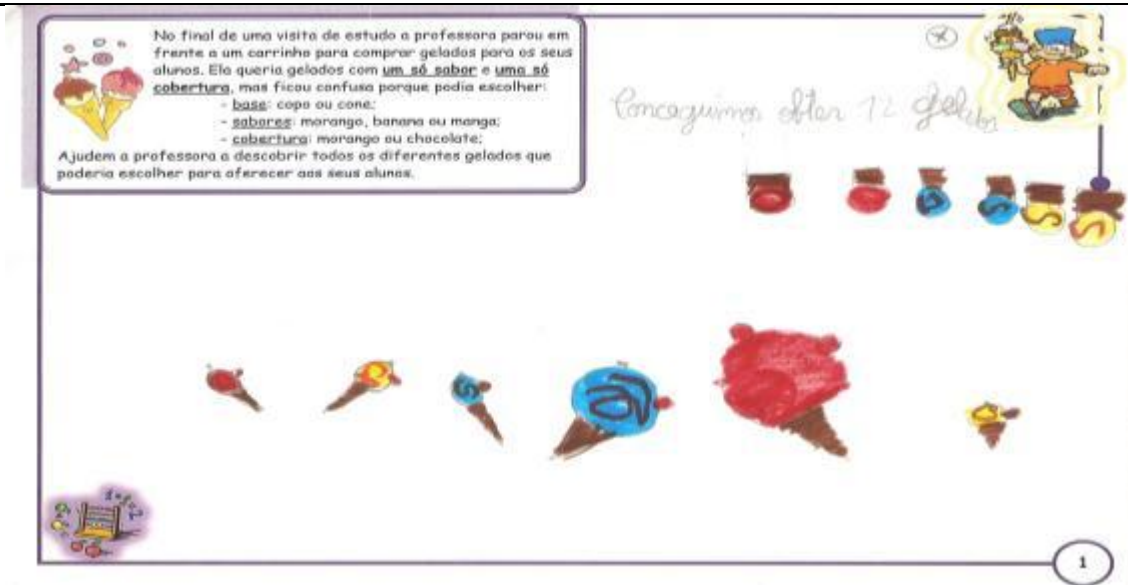 No final de uma visita de estudo a professora parou em
frente a um carrinho para comprar gelados para os seus
alunos. Ela queria gelados com um só sabor e uma só
cobertura, mas ficou confusa porque podia escolher:
- base: copo ou cone;
- sabores: morango, banana ou manga;
- cobertura: morango ou chocolate;
Ajudem a professora a descobrir todos os diferentes gelados que
poderia escolher para oferecer aos seus alunos.
obter 12
1